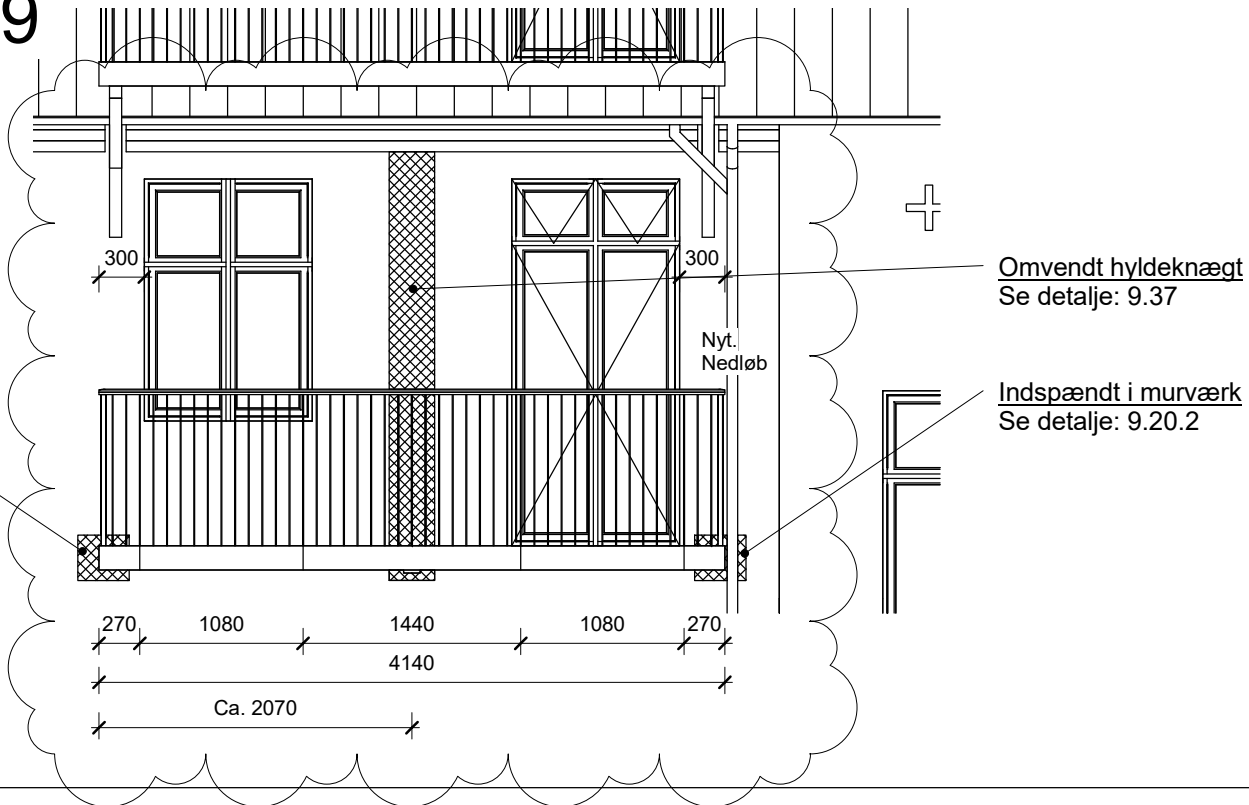 9
300
300
Omvendt hyldeknægt
Se detalje: 9.37
Nyt.
Nedløb
Indspændt i murværk
Se detalje: 9.20.2
270
1080
1440
1080
270
4140
Ca. 2070